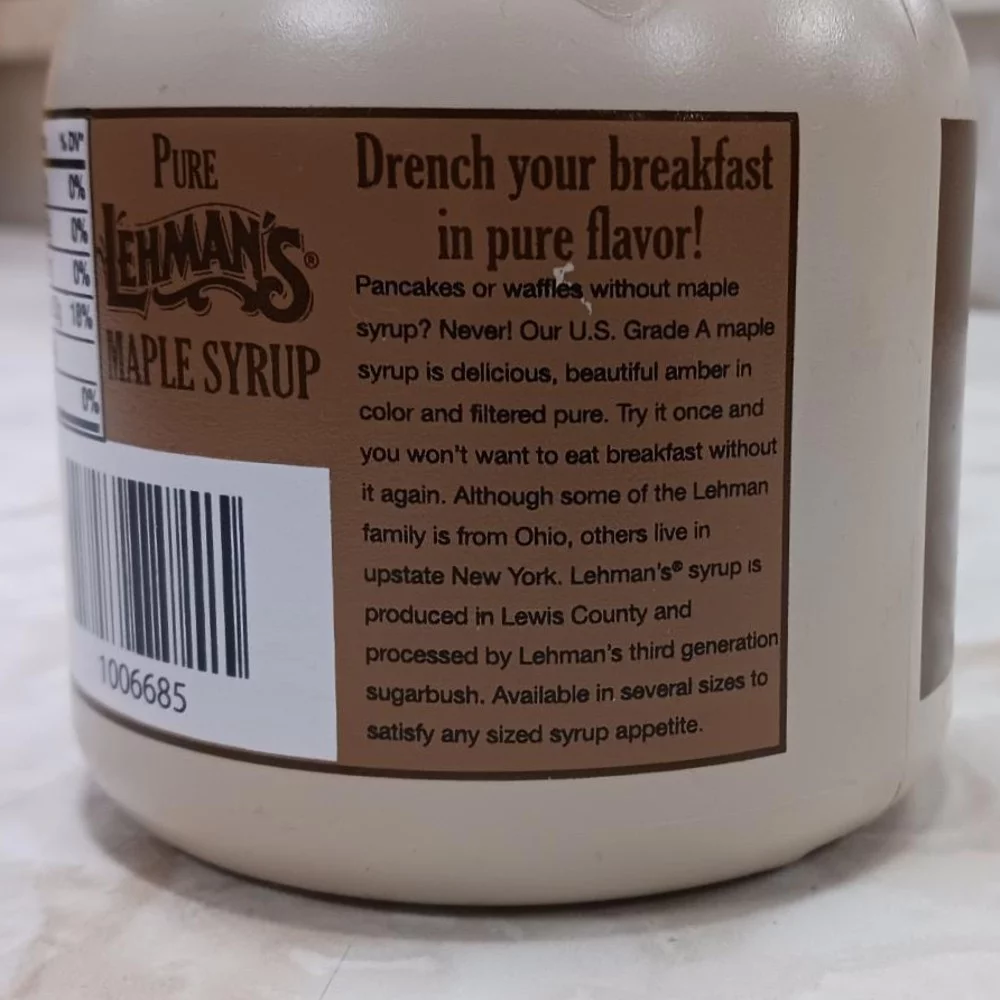 % DV*
0%
0%
0%
18%
0%
PURE
LEHMAN'S®
MAPLE SYRUP
1006685
Drench your breakfast
in pure flavor!
Pancakes or waffles without maple
syrup? Never! Our U.S. Grade A maple
syrup is delicious, beautiful amber in
color and filtered pure. Try it once and
you won't want to eat breakfast without
it again. Although some of the Lehman
family is from Ohio, others live in
upstate New York. Lehman's® syrup is
produced in Lewis County and
processed by Lehman's third generation
sugarbush. Available in several sizes to
satisfy any sized syrup appetite.